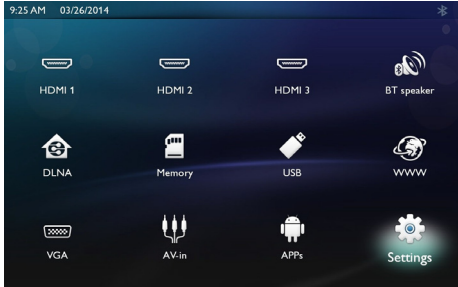 9:25 AM 03/26/2014
HDMI 1 HDMI 2 HDMI 3 BT speaker
DLNA Memory USB WWW
VGA AV-in APPs Settings